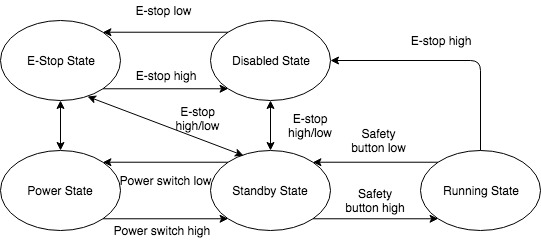 E-stop low
E-Stop State
Disabled State
E-stop high
E-stop high
E-stop
high/low
E-stop
high/low
Safety
button low
Power State
Power switch low
Standby State
Safety
button high
Running State
Power switch high